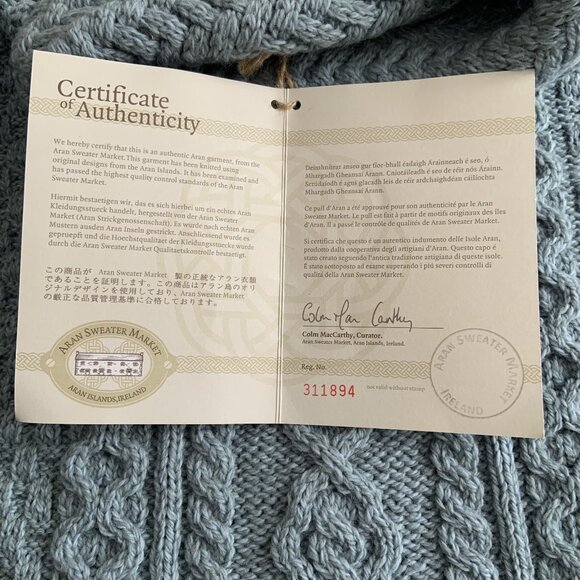 Certificate
of Authenticity
We hereby certify that this is an authentic Aran garment, from the
Aran Sweater Market. This garment has been knitted using
original designs from the Aran Islands. It has been examined and
has passed the highest quality control standards of the Aran
Sweater Market.
Hiermit bestaetigen wir, das es sich hierbei um ein echtes Aran
Kleidungsstueck handelt, hergestellt von der Aran Sweater
Market (Aran Strickgenossenschaft). Es wurde nach echten Aran
Mustern ausden Aran Inseln gestrickt. Anschliessend wurde es
geprueft und die Hoechstqualitaet der Kleidungsstuecke wurde
durch die Aran Sweater Market Qualitaetskontrolle bestaetigt.
この商品が Aran Sweater Market 製の正統なアラン衣類
であることを証明します。この商品はアラン島のオリ
ジナルデザインを使用しており、Aran Sweater Market
の厳正な品質管理基準に合格しております。
ARAN SWEATER MARKET
ARAN ISLANDS, IRELAND
Deimhnítear anseo gur fíor-bhall éadaigh Árainneach é seo, ó
Mhargadh Gheansaí Árann. Cniotáileadh é seo de réir nós Árainn.
Scrúdaíodh é agus glacadh leis de réir ardchaighdéan cáilíochta
Mhargadh Gheansaí Árann.
Ce pull d'Aran a été approuvé pour son authenticité par le Aran
Sweater Market. Le pull est fait à partir de motifs originaux des îles
d'Aran. Il a passé le contrôle de qualités de Aran Sweater Market.
Si certifica che questo è un autentico indumento delle Isole Aran,
prodotto dalla cooperativa artigianale degli Aran. Questo capo è
stato creato seguendo l'antica tradizione artigiana di queste isole.
È stato sottoposto ad esame superando i più severi controlli di
qualità della Aran Sweater Market.
Colm MacCarthy
Colm MacCarthy, Curator.
Aran Sweater Market, Aran Islands, Ireland.
Reg. No.
311894 not valid without stamp
ARAN SWEATER MARKET
IRELAND